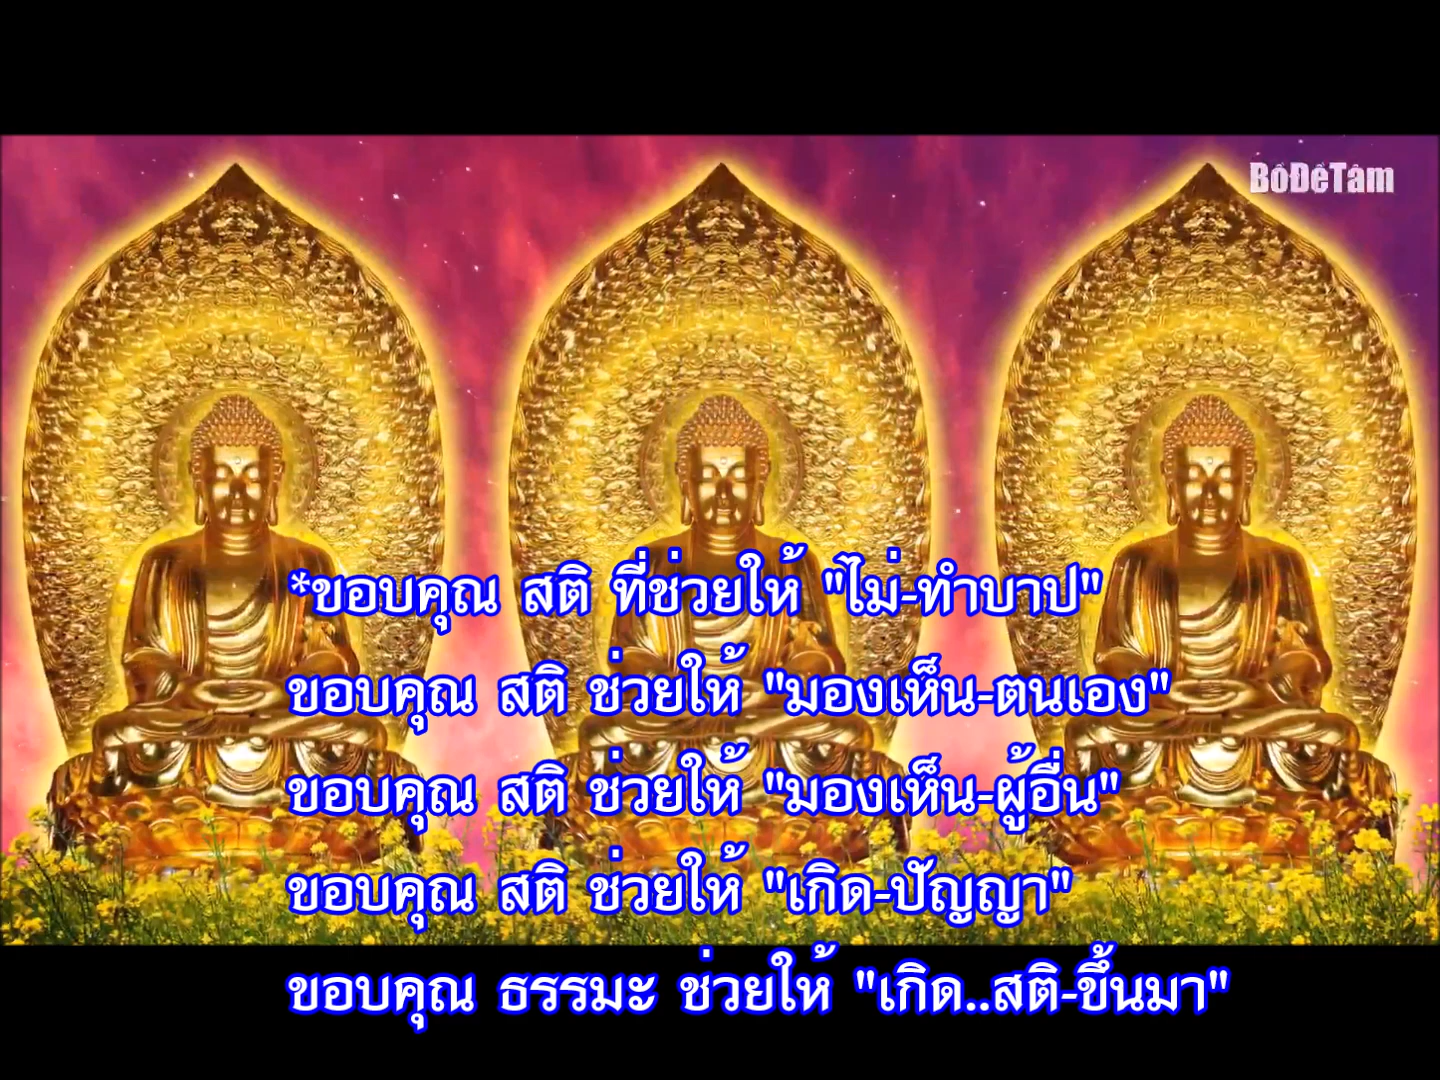 BồĐềTâm
*ขอบคุณ สติ ที่ช่วยให้ "ไม่-ทำบาป"
ขอบคุณ สติ ช่วยให้ "มองเห็น-ตนเอง"
ขอบคุณ สติ ช่วยให้ "มองเห็น-ผู้อื่น"
ขอบคุณ สติ ช่วยให้ "เกิด-ปัญญา"
ขอบคุณ ธรรมะ ช่วยให้ "เกิด..สติ-ขึ้นมา"